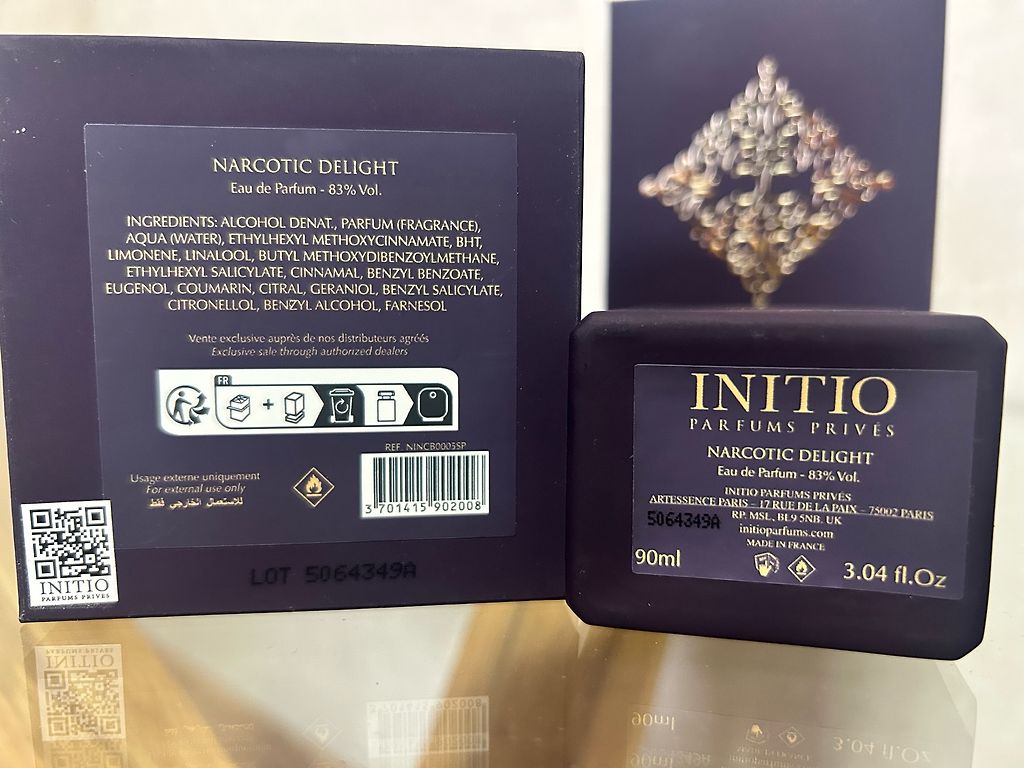 NARCOTIC DELIGHT
Eau de Parfum - 83% Vol.
INGREDIENTS: ALCOHOL DENAT., PARFUM (FRAGRANCE),
AQUA (WATER), ETHYLHEXYL METHOXYCINNAMATE, BHT,
LIMONENE, LINALOOL, BUTYL METHOXYDIBENZOYLMETHANE,
ETHYLHEXYL SALICYLATE, CINNAMAL, BENZYL BENZOATE,
EUGENOL, COUMARIN, CITRAL, GERANIOL, BENZYL SALICYLATE,
CITRONELLOL, BENZYL ALCOHOL, FARNESOL
Vente exclusive auprès de nos distributeurs agréés
Exclusive sale through authorized dealers
FR
+
REF. NINCB0005SP
Usage externe uniquement
For external use only
للاستعمال الخارجي فقط
3 701415 902008
INITIO
PARFUMS PRIVÉS
LOT 5064349A
INITIO
PARFUMS PRIVÉS
NARCOTIC DELIGHT
Eau de Parfum - 83% Vol.
INITIO PARFUMS PRIVÉS
ARTESSENCE PARIS - 17 RUE DE LA PAIX - 75002 PARIS
5064349A
RP. MSL, BL9 5NB. UK
initioparfums.com
MADE IN FRANCE
90ml
3.04 fl.Oz